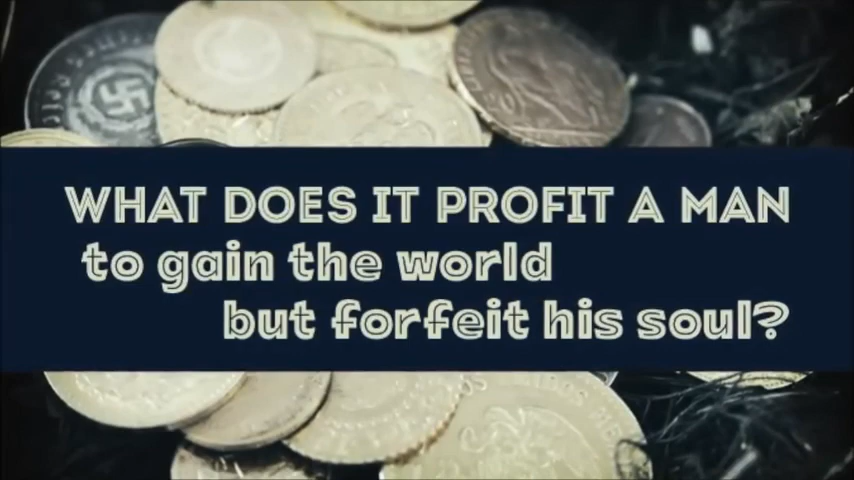 WHAT DOES IT PROFIT A MAN
to gain the world
but forfeit his soul?